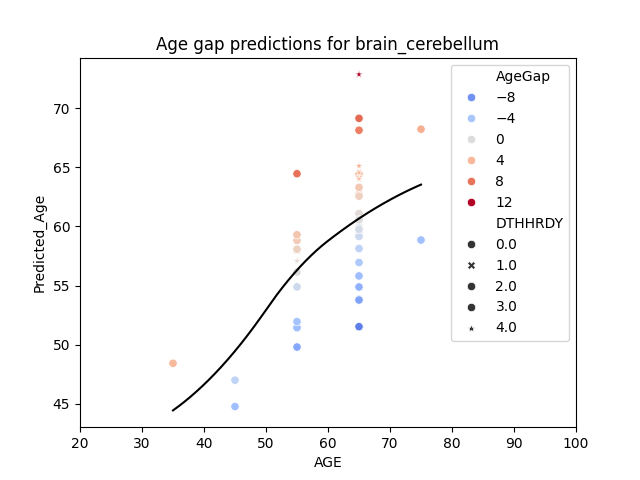 Age gap predictions for brain_cerebellum
Predicted_Age
70
65
60
55
50
45
20 30 40 50 60 70 80 90 100
AGE
AgeGap
−8
−4
0
4
8
12
DTHHRDY
0.0
1.0
2.0
3.0
4.0